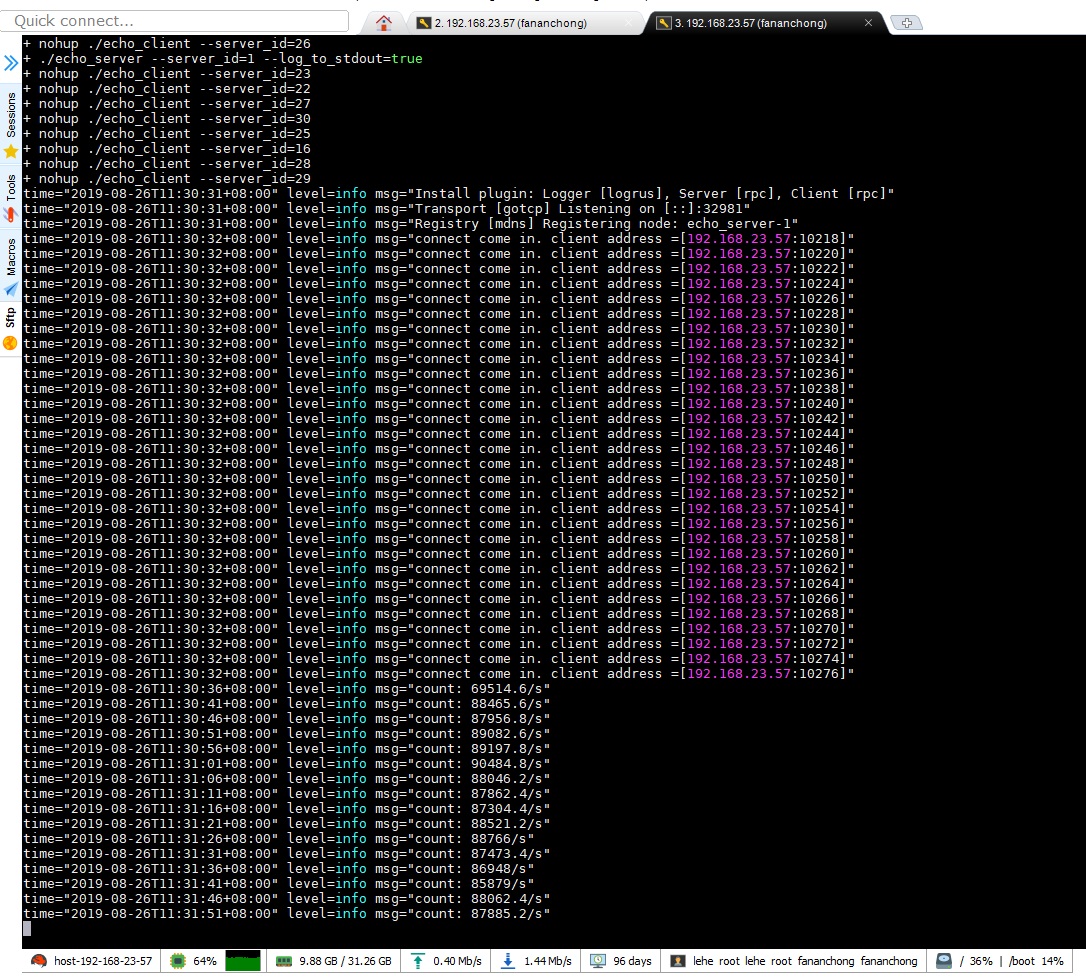 Quick connect...
2. 192.168.23.57 (fananchong)
3. 192.168.23.57 (fananchong)
Sessions
Tools
Macros
Sftp
+ nohup ./echo_client --server_id=26
+ ./echo_server --server_id=1 --log_to_stdout=true
+ nohup ./echo_client --server_id=23
+ nohup ./echo_client --server_id=22
+ nohup ./echo_client --server_id=27
+ nohup ./echo_client --server_id=30
+ nohup ./echo_client --server_id=25
+ nohup ./echo_client --server_id=16
+ nohup ./echo_client --server_id=28
+ nohup ./echo_client --server_id=29
time="2019-08-26T11:30:31+08:00" level=info msg="Install plugin: Logger [logrus], Server [rpc], Client [rpc]"
time="2019-08-26T11:30:31+08:00" level=info msg="Transport [gotcp] Listening on [::]:32981"
time="2019-08-26T11:30:31+08:00" level=info msg="Registry [mdns] Registering node: echo_server-1"
time="2019-08-26T11:30:32+08:00" level=info msg="connect come in. client address =[192.168.23.57:10218]"
time="2019-08-26T11:30:32+08:00" level=info msg="connect come in. client address =[192.168.23.57:10220]"
time="2019-08-26T11:30:32+08:00" level=info msg="connect come in. client address =[192.168.23.57:10222]"
time="2019-08-26T11:30:32+08:00" level=info msg="connect come in. client address =[192.168.23.57:10224]"
time="2019-08-26T11:30:32+08:00" level=info msg="connect come in. client address =[192.168.23.57:10226]"
time="2019-08-26T11:30:32+08:00" level=info msg="connect come in. client address =[192.168.23.57:10228]"
time="2019-08-26T11:30:32+08:00" level=info msg="connect come in. client address =[192.168.23.57:10230]"
time="2019-08-26T11:30:32+08:00" level=info msg="connect come in. client address =[192.168.23.57:10232]"
time="2019-08-26T11:30:32+08:00" level=info msg="connect come in. client address =[192.168.23.57:10234]"
time="2019-08-26T11:30:32+08:00" level=info msg="connect come in. client address =[192.168.23.57:10236]"
time="2019-08-26T11:30:32+08:00" level=info msg="connect come in. client address =[192.168.23.57:10238]"
time="2019-08-26T11:30:32+08:00" level=info msg="connect come in. client address =[192.168.23.57:10240]"
time="2019-08-26T11:30:32+08:00" level=info msg="connect come in. client address =[192.168.23.57:10242]"
time="2019-08-26T11:30:32+08:00" level=info msg="connect come in. client address =[192.168.23.57:10244]"
time="2019-08-26T11:30:32+08:00" level=info msg="connect come in. client address =[192.168.23.57:10246]"
time="2019-08-26T11:30:32+08:00" level=info msg="connect come in. client address =[192.168.23.57:10248]"
time="2019-08-26T11:30:32+08:00" level=info msg="connect come in. client address =[192.168.23.57:10250]"
time="2019-08-26T11:30:32+08:00" level=info msg="connect come in. client address =[192.168.23.57:10252]"
time="2019-08-26T11:30:32+08:00" level=info msg="connect come in. client address =[192.168.23.57:10254]"
time="2019-08-26T11:30:32+08:00" level=info msg="connect come in. client address =[192.168.23.57:10256]"
time="2019-08-26T11:30:32+08:00" level=info msg="connect come in. client address =[192.168.23.57:10258]"
time="2019-08-26T11:30:32+08:00" level=info msg="connect come in. client address =[192.168.23.57:10260]"
time="2019-08-26T11:30:32+08:00" level=info msg="connect come in. client address =[192.168.23.57:10262]"
time="2019-08-26T11:30:32+08:00" level=info msg="connect come in. client address =[192.168.23.57:10264]"
time="2019-08-26T11:30:32+08:00" level=info msg="connect come in. client address =[192.168.23.57:10266]"
time="2019-08-26T11:30:32+08:00" level=info msg="connect come in. client address =[192.168.23.57:10268]"
time="2019-08-26T11:30:32+08:00" level=info msg="connect come in. client address =[192.168.23.57:10270]"
time="2019-08-26T11:30:32+08:00" level=info msg="connect come in. client address =[192.168.23.57:10272]"
time="2019-08-26T11:30:32+08:00" level=info msg="connect come in. client address =[192.168.23.57:10274]"
time="2019-08-26T11:30:32+08:00" level=info msg="connect come in. client address =[192.168.23.57:10276]"
time="2019-08-26T11:30:36+08:00" level=info msg="count: 69514.6/s"
time="2019-08-26T11:30:41+08:00" level=info msg="count: 88465.6/s"
time="2019-08-26T11:30:46+08:00" level=info msg="count: 87956.8/s"
time="2019-08-26T11:30:51+08:00" level=info msg="count: 89082.6/s"
time="2019-08-26T11:30:56+08:00" level=info msg="count: 89197.8/s"
time="2019-08-26T11:31:01+08:00" level=info msg="count: 90484.8/s"
time="2019-08-26T11:31:06+08:00" level=info msg="count: 88046.2/s"
time="2019-08-26T11:31:11+08:00" level=info msg="count: 87862.4/s"
time="2019-08-26T11:31:16+08:00" level=info msg="count: 87304.4/s"
time="2019-08-26T11:31:21+08:00" level=info msg="count: 88521.2/s"
time="2019-08-26T11:31:26+08:00" level=info msg="count: 88766/s"
time="2019-08-26T11:31:31+08:00" level=info msg="count: 87473.4/s"
time="2019-08-26T11:31:36+08:00" level=info msg="count: 86948/s"
time="2019-08-26T11:31:41+08:00" level=info msg="count: 85879/s"
time="2019-08-26T11:31:46+08:00" level=info msg="count: 88062.4/s"
time="2019-08-26T11:31:51+08:00" level=info msg="count: 87885.2/s"
host-192-168-23-57 64% 9.88 GB / 31.26 GB 0.40 Mb/s 1.44 Mb/s 96 days lehe root lehe root fananchong fananchong / 36% | /boot 14%